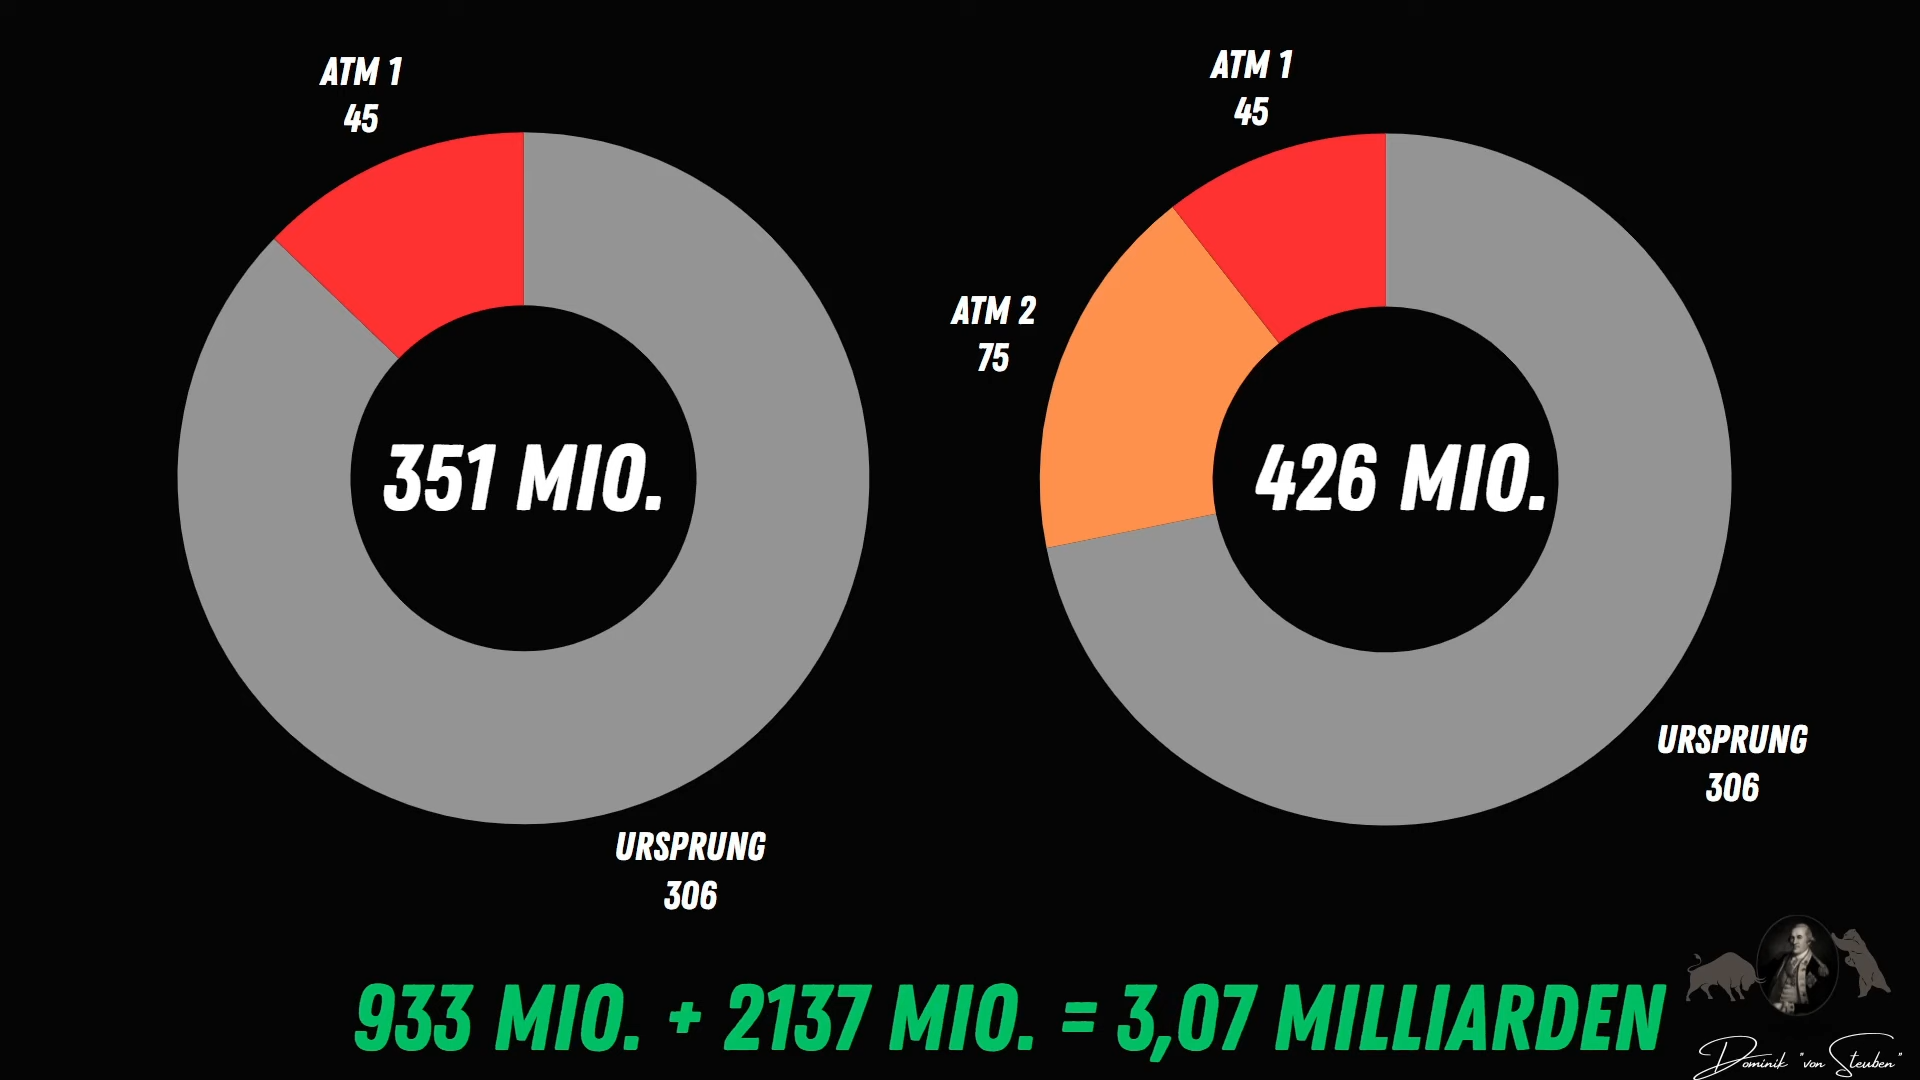 ATM 1
45
351 MIO.
URSPRUNG
306
ATM 1
45
ATM 2
75
426 MIO.
URSPRUNG
306
933 MIO. + 2137 MIO. = 3,07 MILLIARDEN
Dominik "von Steuben"